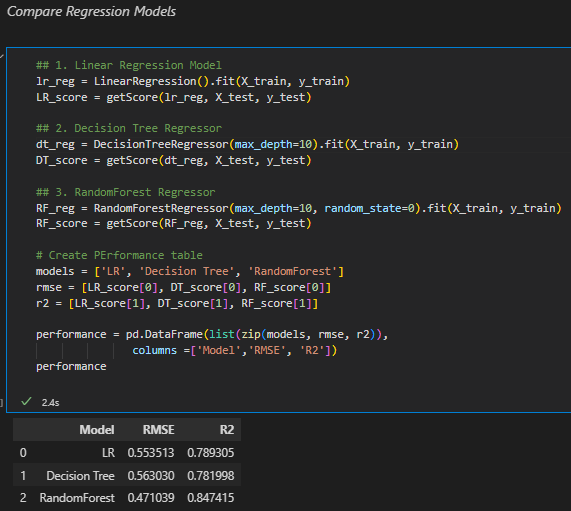 Compare Regression Models
## 1. Linear Regression Model
lr_reg = LinearRegression().fit(X_train, y_train)
LR_score = getScore(lr_reg, X_test, y_test)
## 2. Decision Tree Regressor
dt_reg = DecisionTreeRegressor(max_depth=10).fit(X_train, y_train)
DT_score = getScore(dt_reg, X_test, y_test)
## 3. RandomForest Regressor
RF_reg = RandomForestRegressor(max_depth=10, random_state=0).fit(X_train, y_train)
RF_score = getScore(RF_reg, X_test, y_test)
# Create PErformance table
models = ['LR', 'Decision Tree', 'RandomForest']
rmse = [LR_score[0], DT_score[0], RF_score[0]]
r2 = [LR_score[1], DT_score[1], RF_score[1]]
performance = pd.DataFrame(list(zip(models, rmse, r2)),
columns =['Model','RMSE', 'R2'])
performance
] ✓ 2.4s
Model RMSE R2
0 LR 0.553513 0.789305
1 Decision Tree 0.563030 0.781998
2 RandomForest 0.471039 0.847415